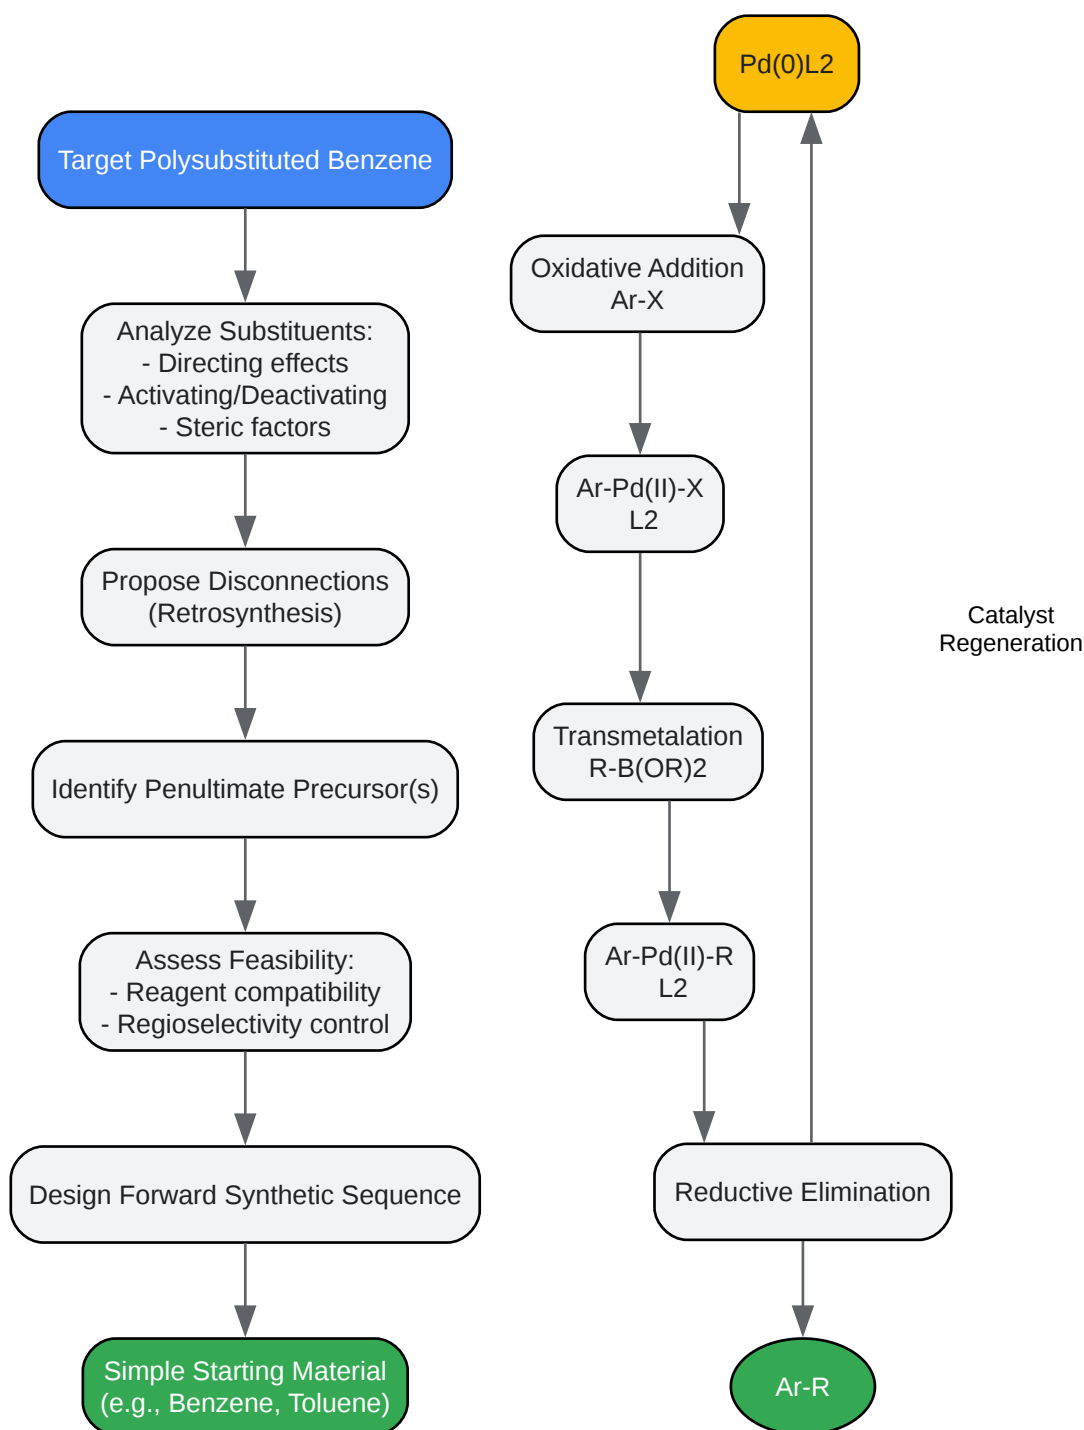 Target Polysubstituted Benzene
Analyze Substituents:
- Directing effects
- Activating/Deactivating
- Steric factors
Propose Disconnections
(Retrosynthesis)
Identify Penultimate Precursor(s)
Assess Feasibility:
- Reagent compatibility
- Regioselectivity control
Design Forward Synthetic Sequence
Simple Starting Material
(e.g., Benzene, Toluene)
Pd(0)L2
Oxidative Addition
Ar-X
Ar-Pd(II)-X
L2
Transmetalation
R-B(OR)2
Ar-Pd(II)-R
L2
Reductive Elimination
Ar-R
Catalyst
Regeneration